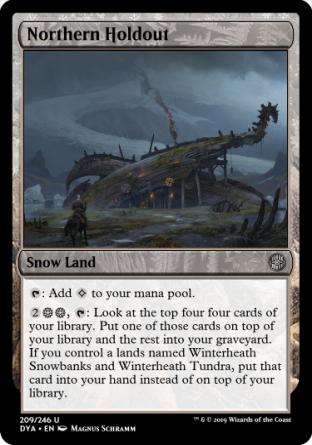 Northern Holdout
Snow Land
: Add to your mana pool.
2 , : Look at the top four four cards of
your library. Put one of those cards on top of
your library and the rest into your graveyard.
If you control a lands named Winterheath
Snowbanks and Winterheath Tundra, put that
card into your hand instead of on top of your
library.
209/246 U
DYA • EN MAGNUS SCHRAMM
™ & © 2019 Wizards of the Coast